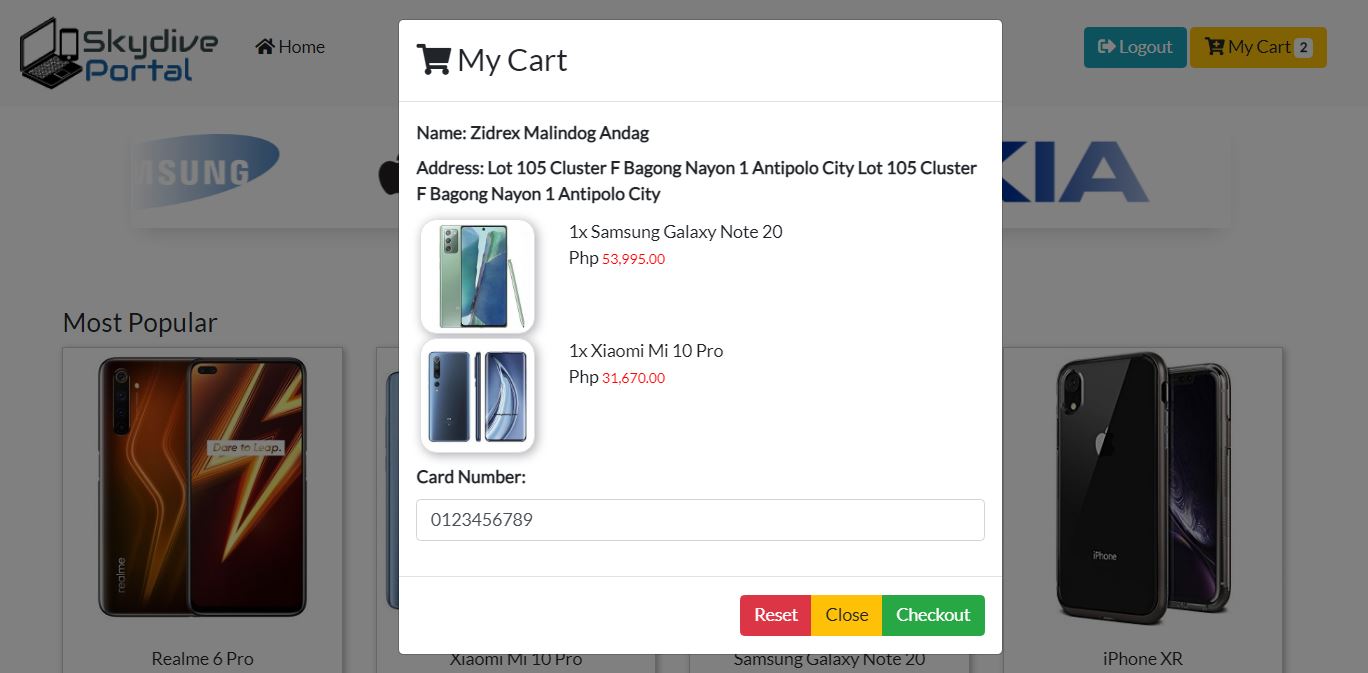 Skydive
Portal
Home
Logout
My Cart 2
My Cart
Name: Zidrex Malindog Andag
Address: Lot 105 Cluster F Bagong Nayon 1 Antipolo City Lot 105 Cluster
F Bagong Nayon 1 Antipolo City
1x Samsung Galaxy Note 20
Php 53,995.00
1x Xiaomi Mi 10 Pro
Php 31,670.00
Card Number:
0123456789
Reset Close Checkout
MSUNG
KIA
Most Popular
Dare to Leap.
realme
iPhone
Realme 6 Pro
Xiaomi Mi 10 Pro
Samsung Galaxy Note 20
iPhone XR